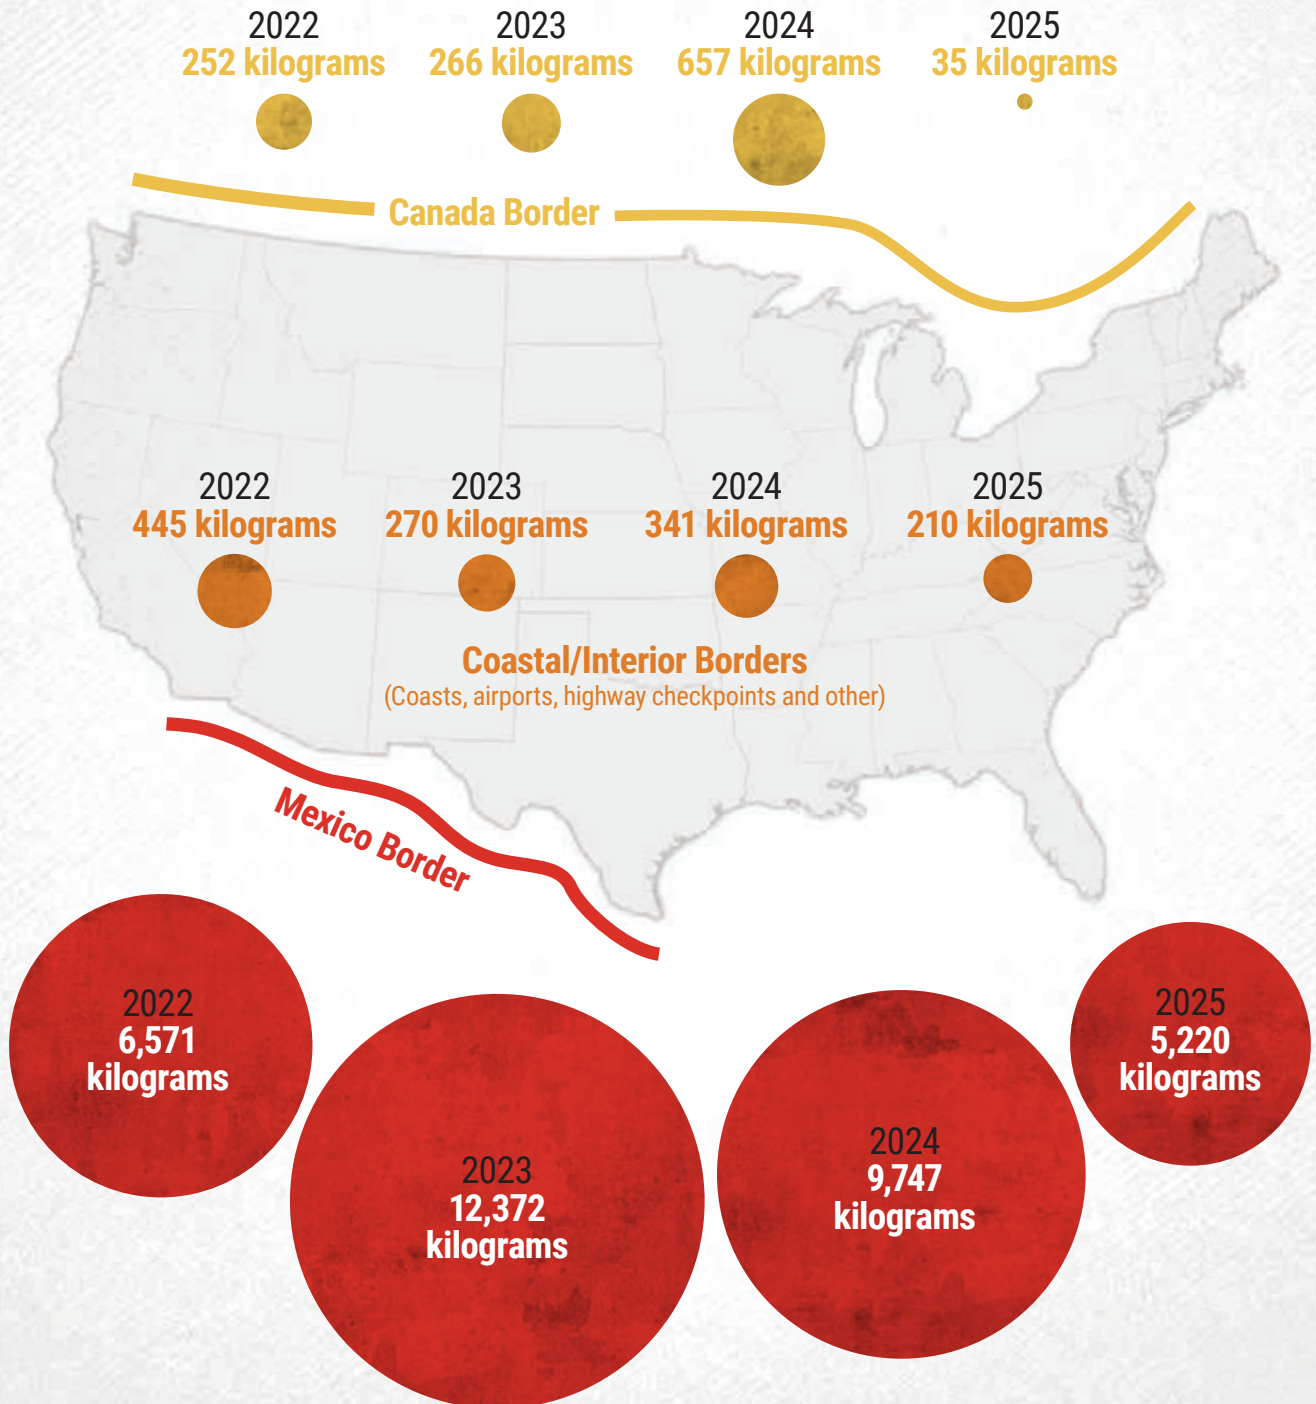 2022
252 kilograms
2023
266 kilograms
2024
657 kilograms
2025
35 kilograms
Canada Border
2022
445 kilograms
2023
270 kilograms
2024
341 kilograms
2025
210 kilograms
Coastal/Interior Borders
(Coasts, airports, highway checkpoints and other)
Mexico Border
2022
6,571
kilograms
2023
12,372
kilograms
2024
9,747
kilograms
2025
5,220
kilograms